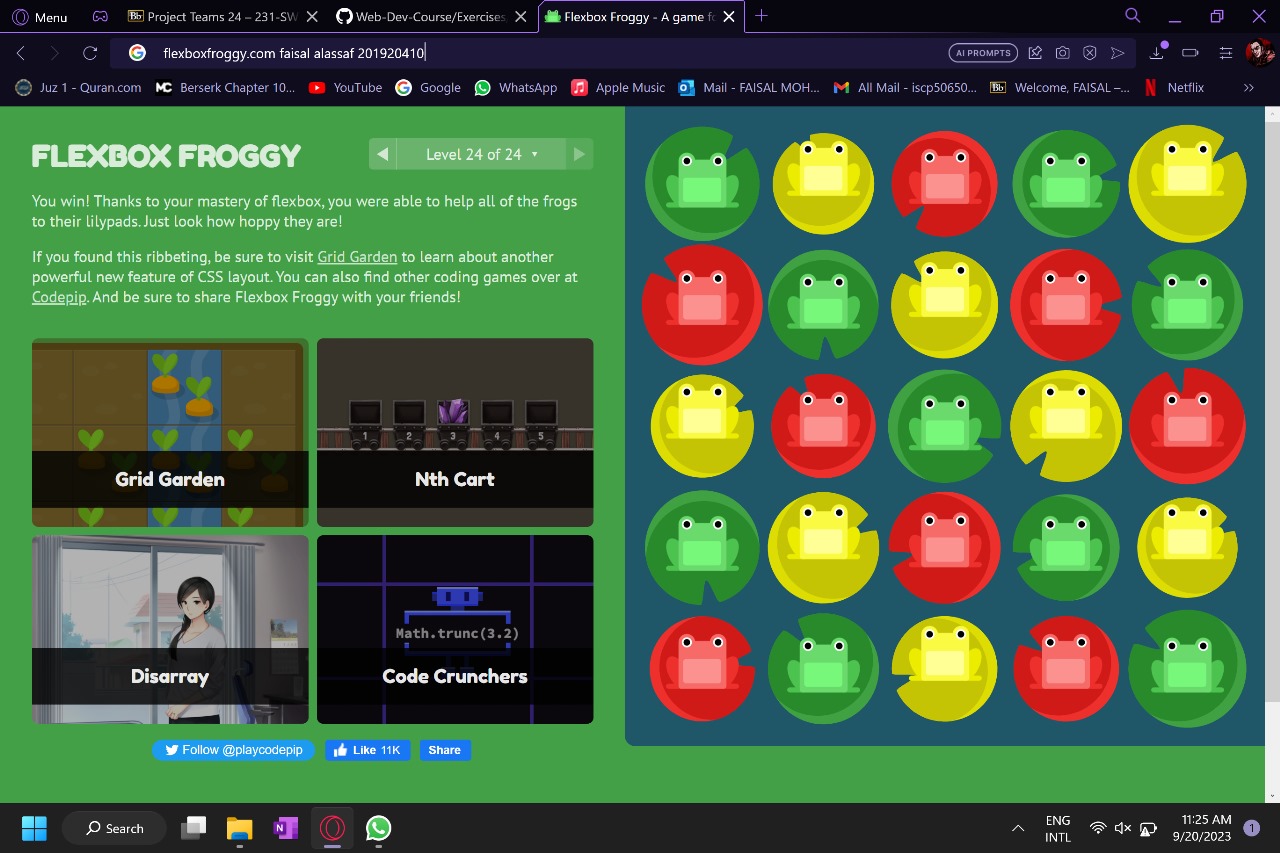 Menu
Project Teams 24 – 231-SW
Web-Dev-Course/Exercises
Flexbox Froggy - A game fo
flexboxfroggy.com faisal alassaf 201920410
AI PROMPTS
Juz 1 - Quran.com
MC Berserk Chapter 10...
YouTube
Google
WhatsApp
Apple Music
Mail - FAISAL MOH...
All Mail - iscp50650...
Bb Welcome, FAISAL –...
Netflix
FLEXBOX FROGGY
Level 24 of 24
You win! Thanks to your mastery of flexbox, you were able to help all of the frogs
to their lilypads. Just look how hoppy they are!
If you found this ribbeting, be sure to visit Grid Garden to learn about another
powerful new feature of CSS layout. You can also find other coding games over at
Codepip. And be sure to share Flexbox Froggy with your friends!
Grid Garden
1 2 3 4 5
Nth Cart
Disarray
Math.trunc(3.2)
Code Crunchers
Follow @playcodepip
Like 11K
Share
Search
ENG
INTL
11:25 AM
9/20/2023
1